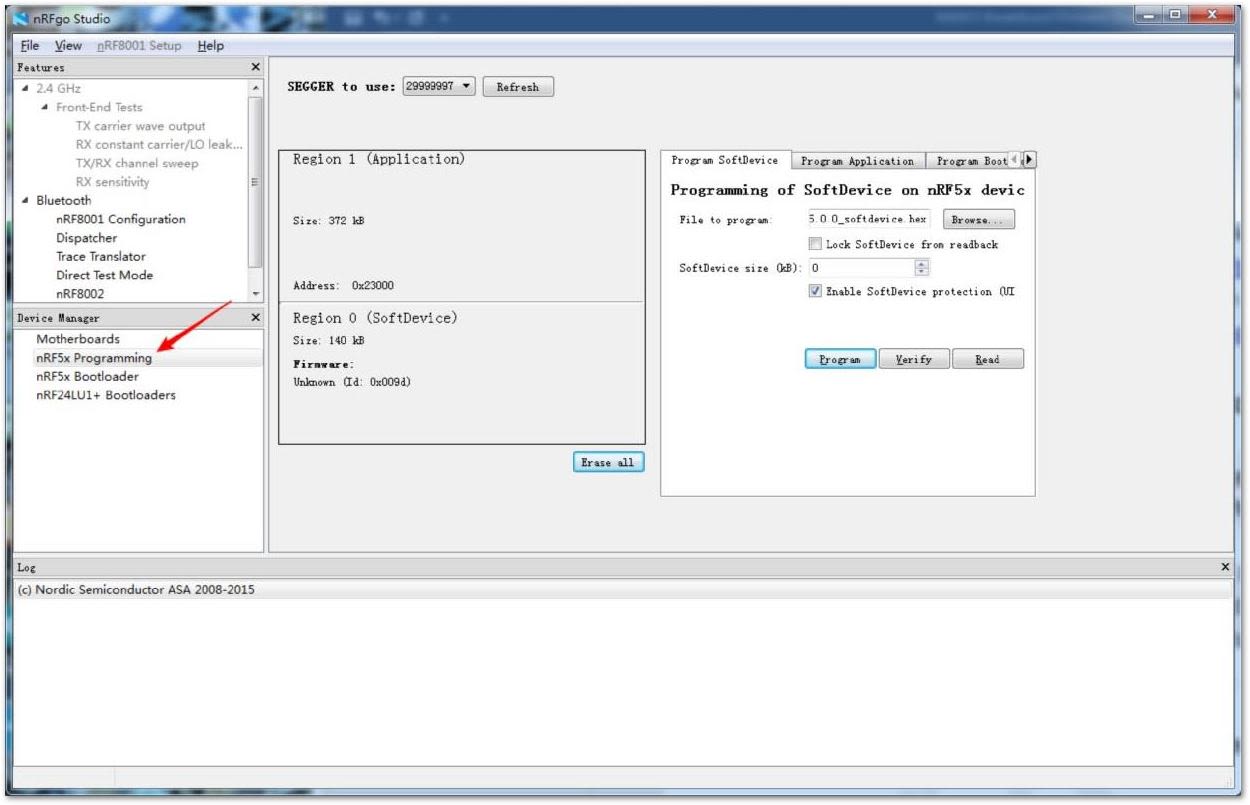 nRFgo Studio
File View nRF8001 Setup Help
Features
2.4 GHz
Front-End Tests
TX carrier wave output
RX constant carrier/LO leak...
TX/RX channel sweep
RX sensitivity
Bluetooth
nRF8001 Configuration
Dispatcher
Trace Translator
Direct Test Mode
nRF8002
Device Manager
Motherboards
nRF5x Programming
nRF5x Bootloader
nRF24LU1+ Bootloaders
SEGGER to use: 29999997 Refresh
Region 1 (Application)
Size: 372 kB
Address: 0x23000
Region 0 (SoftDevice)
Size: 140 kB
Firmware:
Unknown (Id: 0x009d)
Erase all
Program SoftDevice Program Application Program Boot
Programming of SoftDevice on nRF5x devic
File to program: 5.0.0_softdevice.hex Browse...
Lock SoftDevice from readback
SoftDevice size (kB): 0
Enable SoftDevice protection (UI
Program Verify Read
Log
(c) Nordic Semiconductor ASA 2008-2015